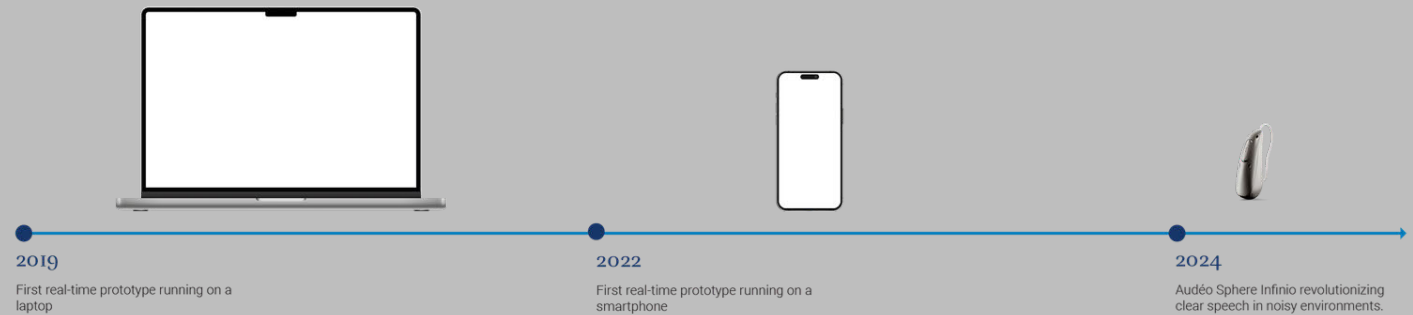 2019
First real-time prototype running on a
laptop
2022
First real-time prototype running on a
smartphone
2024
Audéo Sphere Infinio revolutionizing
clear speech in noisy environments.